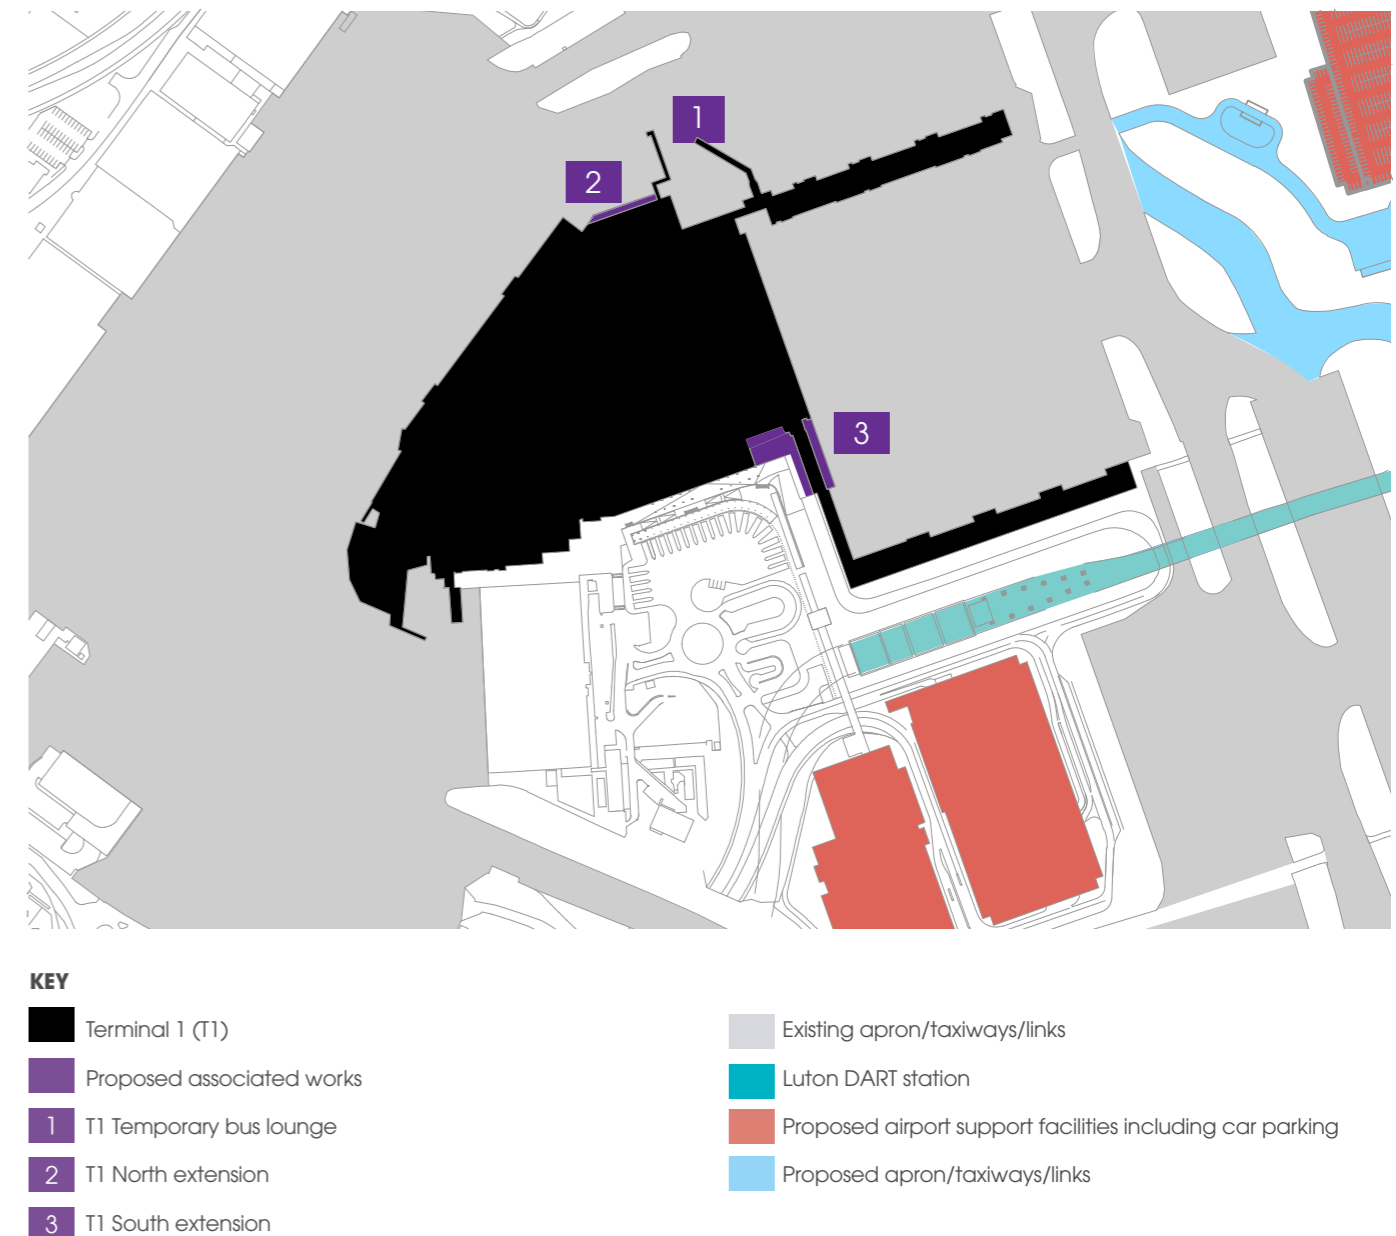 1
2
3
KEY
Terminal 1 (T1)
Proposed associated works
1 T1 Temporary bus lounge
2 T1 North extension
3 T1 South extension
Existing apron/taxiways/links
Luton DART station
Proposed airport support facilities including car parking
Proposed apron/taxiways/links